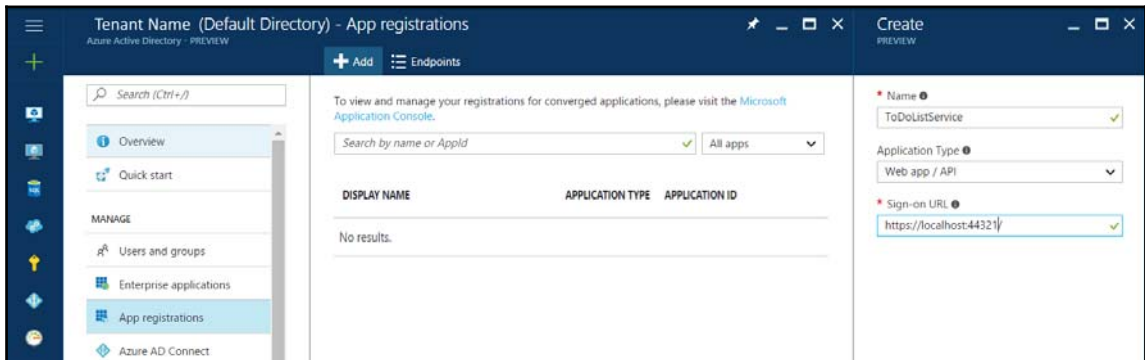 Tenant Name (Default Directory) - App registrations
Azure Active Directory - PREVIEW
Add
Endpoints
Search (Ctrl+/)
Overview
Quick start
MANAGE
Users and groups
Enterprise applications
App registrations
Azure AD Connect
To view and manage your registrations for converged applications, please visit the Microsoft
Application Console.
Search by name or AppId
All apps
DISPLAY NAME APPLICATION TYPE APPLICATION ID
No results.
Create
PREVIEW
* Name
ToDoListService
Application Type
Web app / API
* Sign-on URL
https://localhost:44321/